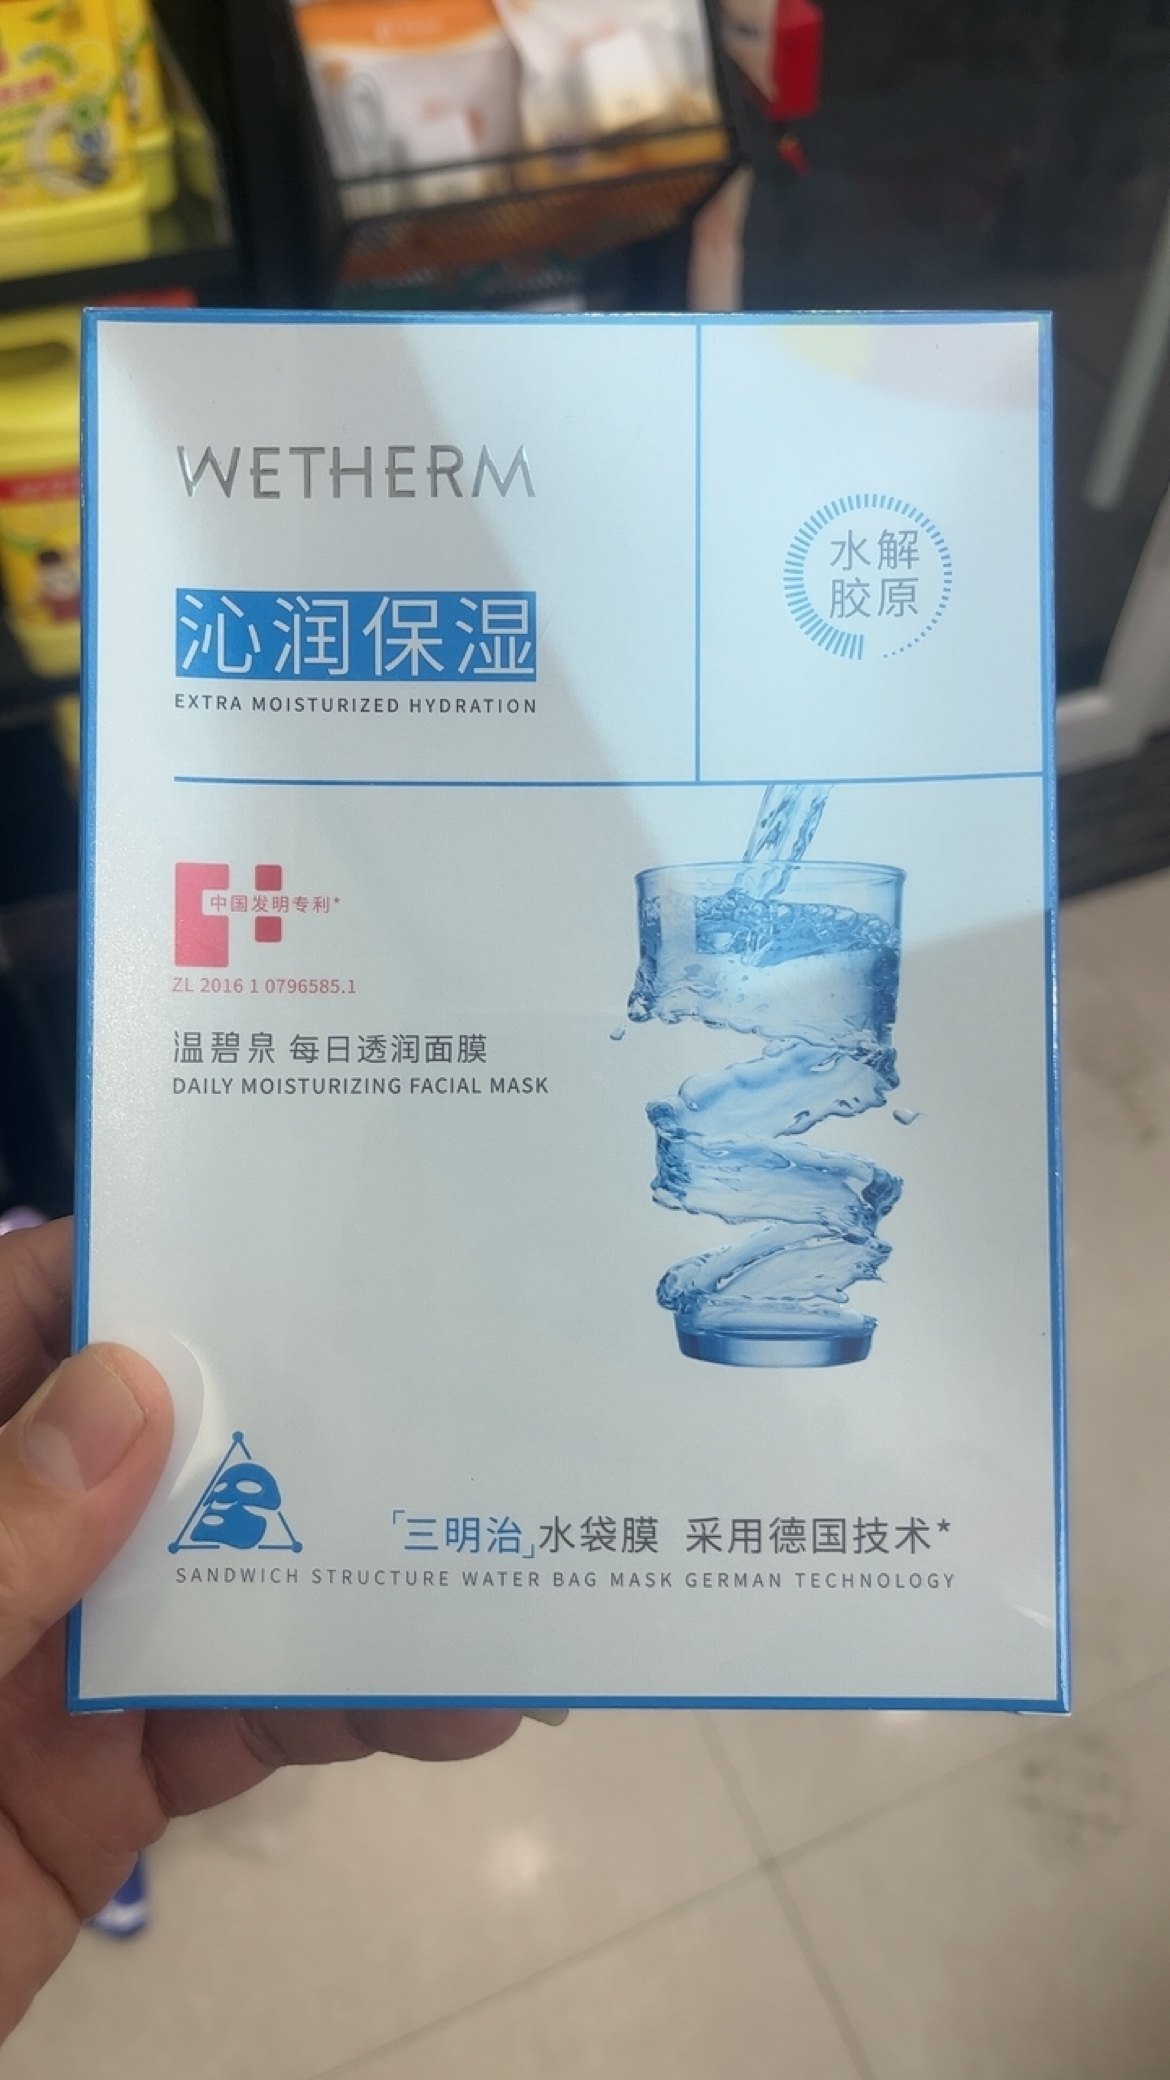 WETHERM
水解
胶原
沁润保湿
EXTRA MOISTURIZED HYDRATION
中国发明专利*
ZL 2016 1 0796585.1
温碧泉 每日透润面膜
DAILY MOISTURIZING FACIAL MASK
「三明治」水袋膜 采用德国技术*
SANDWICH STRUCTURE WATER BAG MASK GERMAN TECHNOLOGY